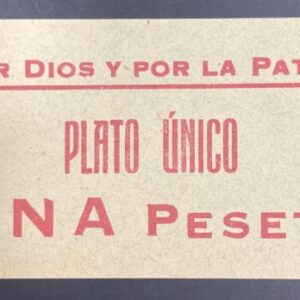 R DIOS Y POR LA PAT
PLATO ÚNICO
NA PESET